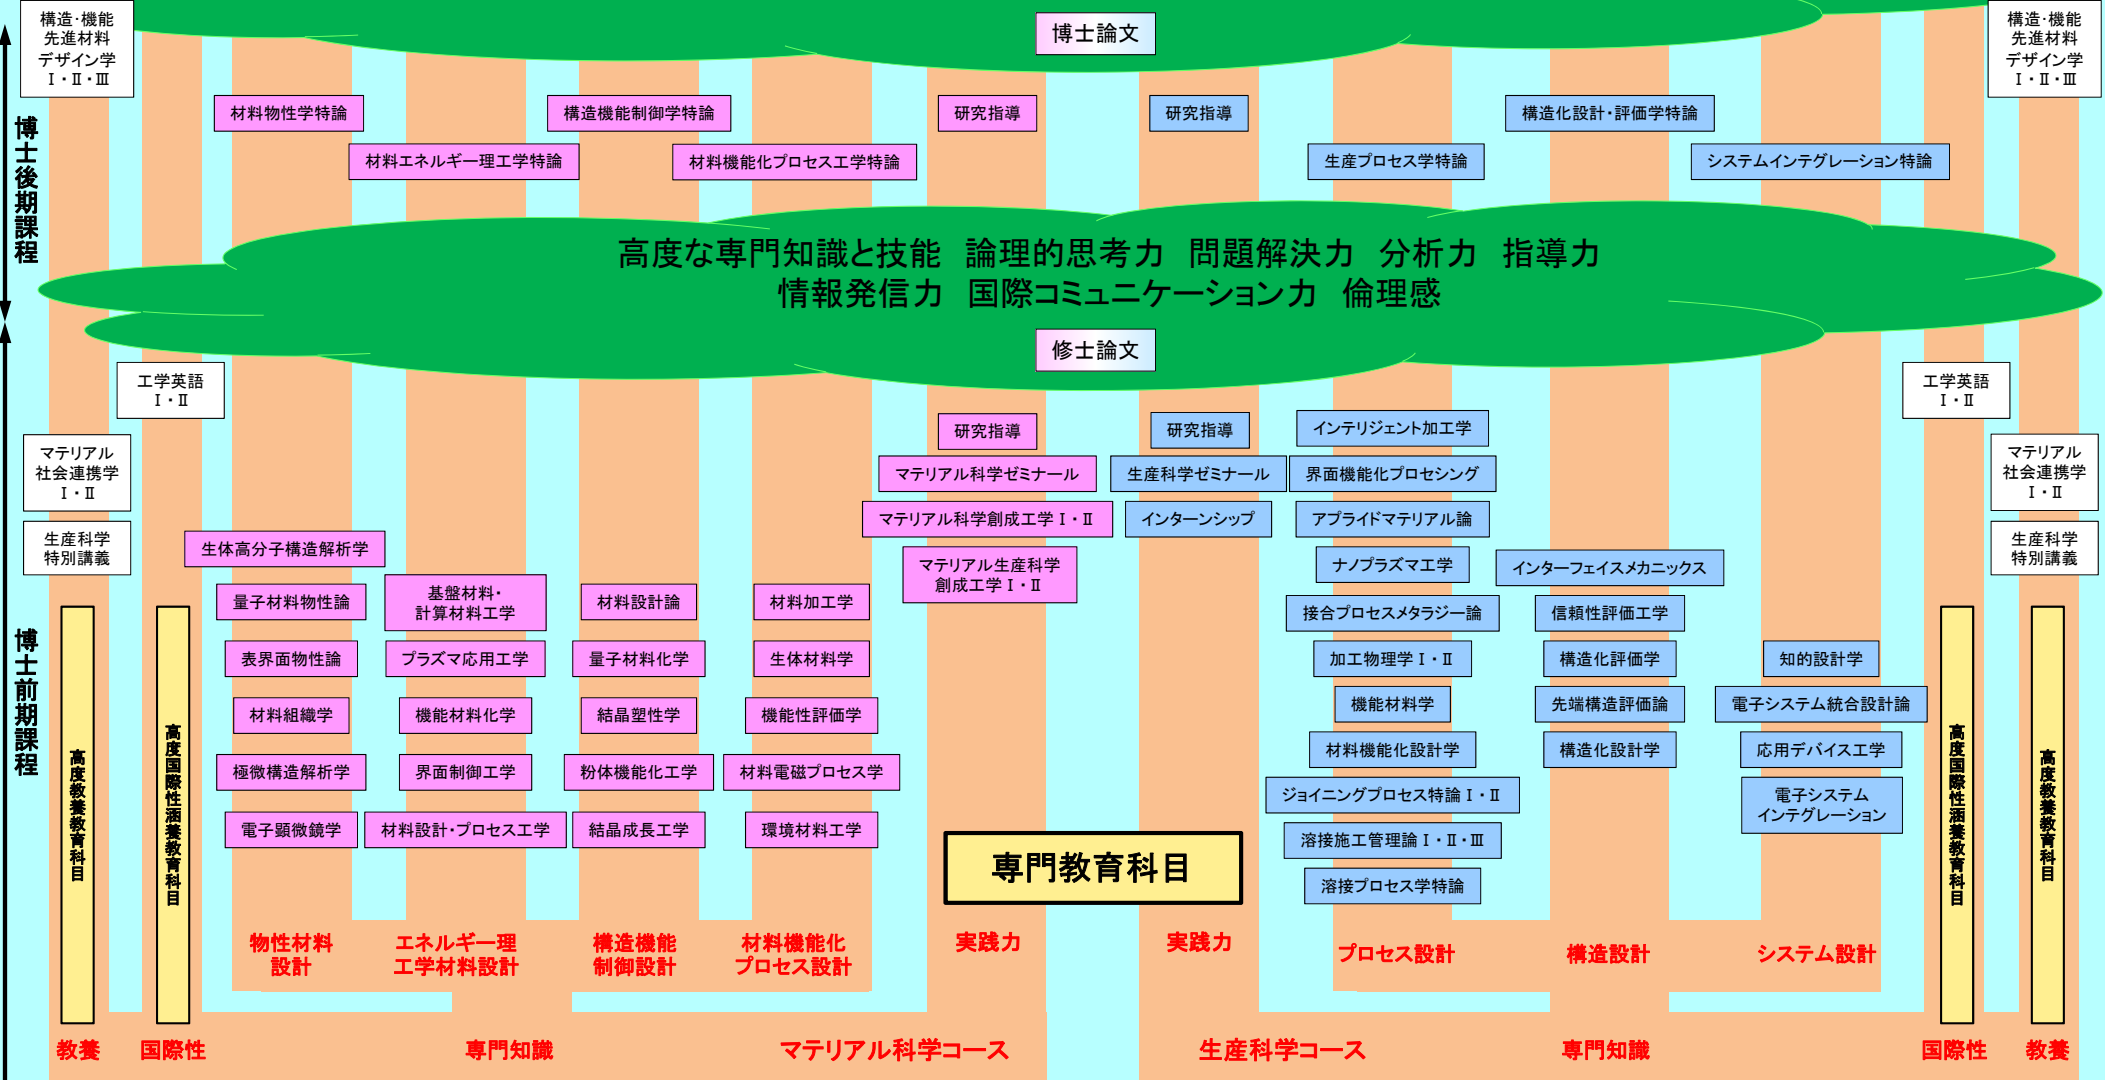 構造・機能
先進材料
デザイン学
Ⅰ・Ⅱ・Ⅲ
博士論文
構造・機能
先進材料
デザイン学
Ⅰ・Ⅱ・Ⅲ
博士後期課程
材料物性学特論
構造機能制御学特論
研究指導
研究指導
構造化設計・評価学特論
材料エネルギー理工学特論
材料機能化プロセス工学特論
生産プロセス学特論
システムインテグレーション特論
高度な専門知識と技能 論理的思考力 問題解決力 分析力 指導力
情報発信力 国際コミュニケーション力 倫理感
修士論文
博士前期課程
工学英語
Ⅰ・Ⅱ
マテリアル
社会連携学
Ⅰ・Ⅱ
生産科学
特別講義
高度教養教育科目
高度国際性涵養教育科目
生体高分子構造解析学
量子材料物性論
表界面物性論
材料組織学
極微構造解析学
電子顕微鏡学
基盤材料・
計算材料工学
プラズマ応用工学
機能材料化学
界面制御工学
材料設計・プロセス工学
材料設計論
量子材料化学
結晶塑性学
粉体機能化工学
結晶成長工学
材料加工学
生体材料学
機能性評価学
材料電磁プロセス学
環境材料工学
研究指導
マテリアル科学ゼミナール
マテリアル科学創成工学Ⅰ・Ⅱ
マテリアル生産科学
創成工学Ⅰ・Ⅱ
研究指導
生産科学ゼミナール
インターンシップ
専門教育科目
インテリジェント加工学
界面機能化プロセシング
アプライドマテリアル論
ナノプラズマ工学
接合プロセスメタラジー論
加工物理学Ⅰ・Ⅱ
機能材料学
材料機能化設計学
ジョイニングプロセス特論Ⅰ・Ⅱ
溶接施工管理論Ⅰ・Ⅱ・Ⅲ
溶接プロセス学特論
インターフェイスメカニックス
信頼性評価工学
構造化評価学
先端構造評価論
構造化設計学
知的設計学
電子システム統合設計論
応用デバイス工学
電子システム
インテグレーション
工学英語
Ⅰ・Ⅱ
マテリアル
社会連携学
Ⅰ・Ⅱ
生産科学
特別講義
高度国際性涵養教育科目
高度教養教育科目
物性材料
設計
エネルギー理
工学材料設計
構造機能
制御設計
材料機能化
プロセス設計
実践力
実践力
プロセス設計
構造設計
システム設計
教養
国際性
専門知識
マテリアル科学コース
生産科学コース
専門知識
国際性
教養